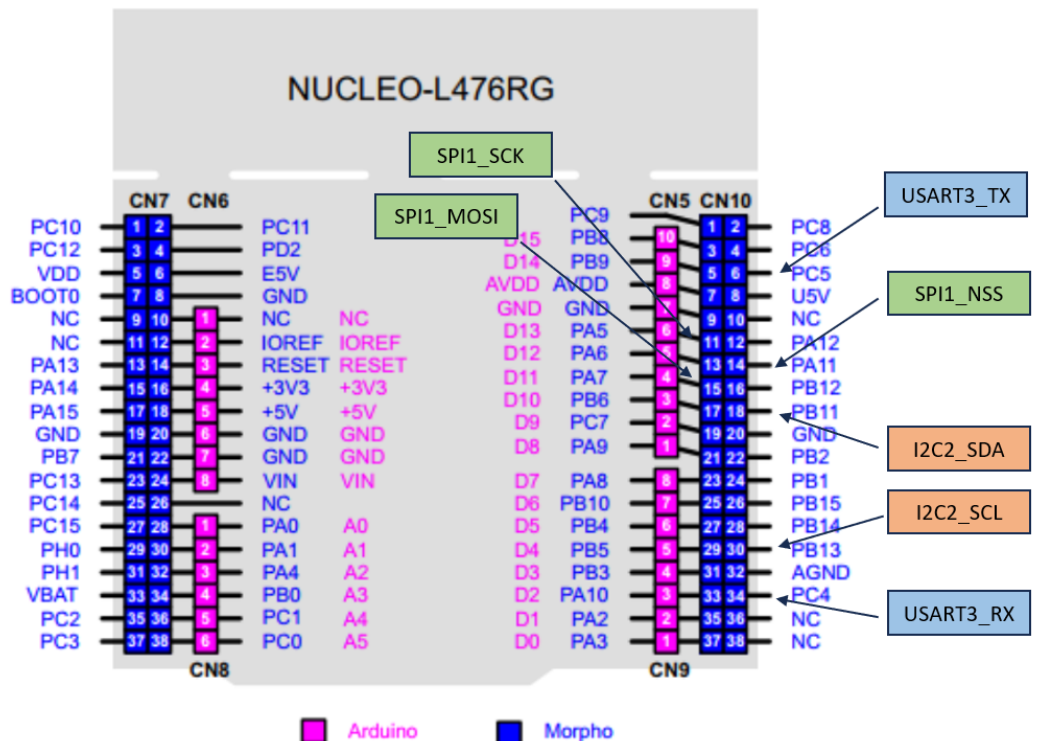 NUCLEO-L476RG
SPI1_SCK
SPI1_MOSI
USART3_TX
SPI1_NSS
I2C2_SDA
I2C2_SCL
USART3_RX
CN7 CN6 CN5 CN10
PC9
PC10 1 2 PC11 D15 PB8 10 1 2 PC8
PC12 3 4 PD2 D14 PB9 9 3 4 PC6
VDD 5 6 E5V AVDD AVDD 8 5 6 PC5
BOOT0 7 8 GND GND GND 7 8 U5V
NC 9 10 1 NC NC D13 PA5 6 9 10 NC
NC 11 12 2 IOREF IOREF D12 PA6 11 12 PA12
PA13 13 14 3 RESET RESET D11 PA7 4 13 14 PA11
PA14 15 16 4 +3V3 +3V3 D10 PB6 3 15 16 PB12
PA15 17 18 5 +5V +5V D9 PC7 2 17 18 PB11
GND 19 20 6 GND GND D8 PA9 1 19 20 GND
PB7 21 22 7 GND GND 21 22 PB2
PC13 23 24 8 VIN VIN D7 PA8 8 23 24 PB1
PC14 25 26 NC D6 PB10 7 25 26 PB15
PC15 27 28 1 PA0 A0 D5 PB4 6 27 28 PB14
PH0 29 30 2 PA1 A1 D4 PB5 5 29 30 PB13
PH1 31 32 3 PA4 A2 D3 PB3 4 31 32 AGND
VBAT 33 34 4 PB0 A3 D2 PA10 3 33 34 PC4
PC2 35 36 5 PC1 A4 D1 PA2 2 35 36 NC
PC3 37 38 6 PC0 A5 D0 PA3 1 37 38 NC
CN8 CN9
Arduino Morpho